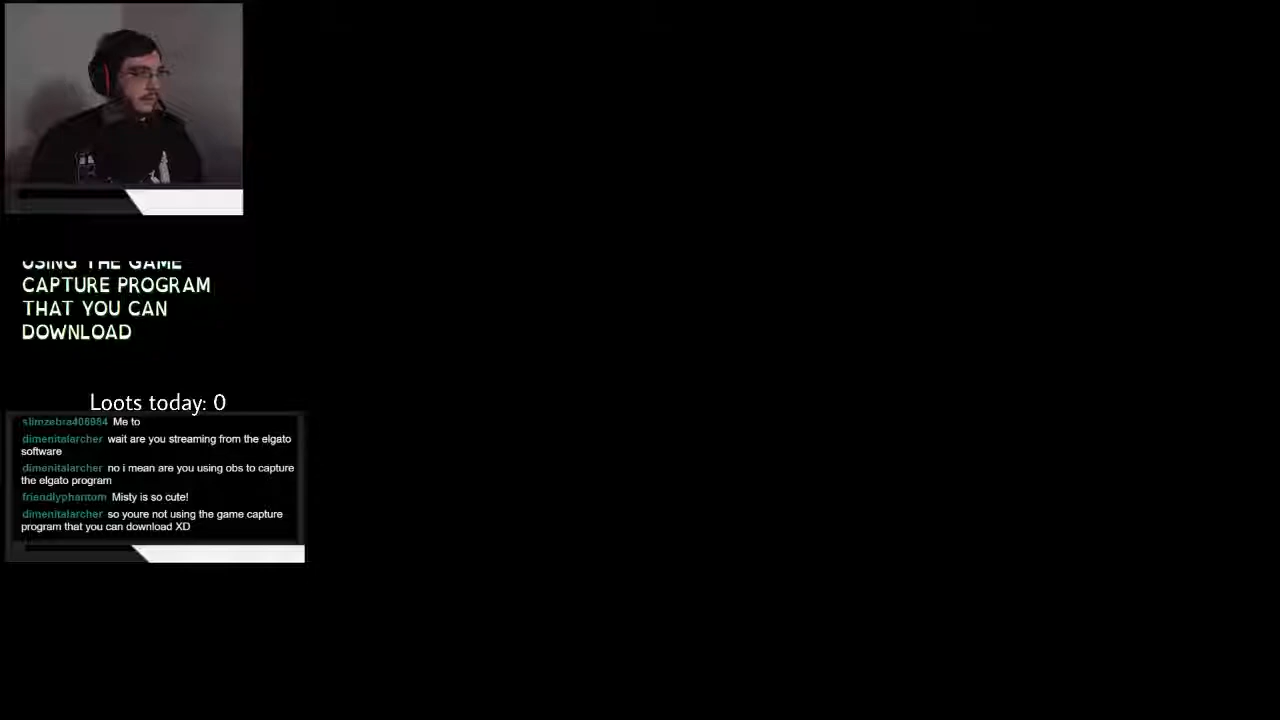 USING THE GAME
CAPTURE PROGRAM
THAT YOU CAN
DOWNLOAD
Loots today: 0
slimzebra406984 Me to
dimenitalarcher wait are you streaming from the elgato
software
dimenitalarcher no i mean are you using obs to capture
the elgato program
friendlyphantom Misty is so cute!
dimenitalarcher so youre not using the game capture
program that you can download XD